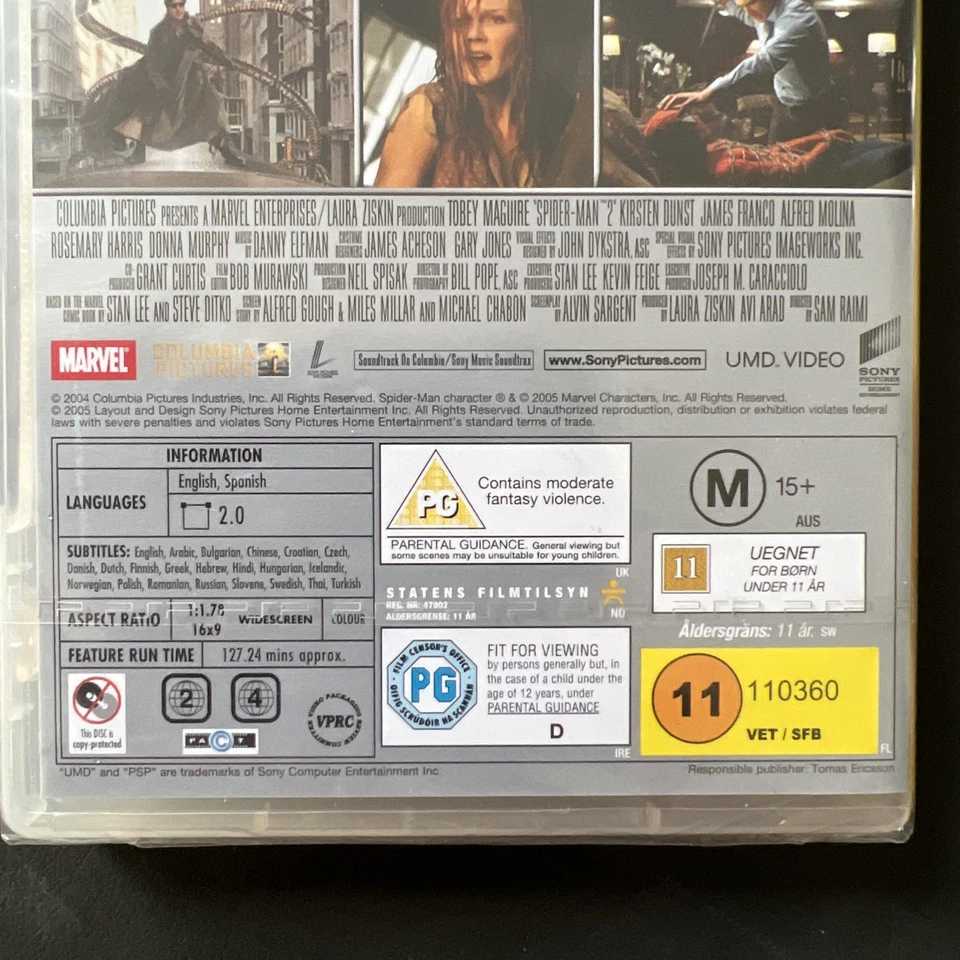 COLUMBIA PICTURES PRESENTS A MARVEL ENTERPRISES/LAURA ZISKIN PRODUCTION TOBEY MAGUIRE "SPIDER-MAN™2" KIRSTEN DUNST JAMES FRANCO ALFRED MOLINA
ROSEMARY HARRIS DONNA MURPHY MUSIC BY DANNY ELFMAN COSTUME DESIGNERS JAMES ACHESON GARY JONES VISUAL EFFECTS DESIGNED BY JOHN DYKSTRA, ASC SPECIAL VISUAL EFFECTS BY SONY PICTURES IMAGEWORKS INC.
CO-PRODUCER GRANT CURTIS FILM EDITOR BOB MURAWSKI PRODUCTION DESIGNER NEIL SPISAK DIRECTOR OF PHOTOGRAPHY BILL POPE, ASC EXECUTIVE PRODUCERS STAN LEE KEVIN FEIGE EXECUTIVE PRODUCER JOSEPH M. CARACCIOLO
BASED ON THE MARVEL COMIC BOOK BY STAN LEE AND STEVE DITKO SCREEN STORY BY ALFRED GOUGH & MILES MILLAR AND MICHAEL CHABON SCREENPLAY BY ALVIN SARGENT PRODUCED BY LAURA ZISKIN AVI ARAD DIRECTED BY SAM RAIMI
MARVEL COLUMBIA PICTURES Soundtrack On Columbia/Sony Music Soundtrax www.SonyPictures.com UMD VIDEO
SONY
PICTURES
HOME
© 2004 Columbia Pictures Industries, Inc. All Rights Reserved. Spider-Man character ® & © 2005 Marvel Characters, Inc. All Rights Reserved.
© 2005 Layout and Design Sony Pictures Home Entertainment Inc. All Rights Reserved. Unauthorized reproduction, distribution or exhibition violates federal
laws with severe penalties and violates Sony Pictures Home Entertainment's standard terms of trade.
INFORMATION
LANGUAGES
English, Spanish
2.0
SUBTITLES: English, Arabic, Bulgarian, Chinese, Croatian, Czech,
Danish, Dutch, Finnish, Greek, Hebrew, Hindi, Hungarian, Icelandic,
Norwegian, Polish, Romanian, Russian, Slovene, Swedish, Thai, Turkish
ASPECT RATIO
1:1.78
16x9
WIDESCREEN
COLOUR
FEATURE RUN TIME 127.24 mins approx.
This DISC is
copy-protected
2 4
FACT
VIDEO PACKAGING REVIEW COMMITTEE
VPRC
PG
Contains moderate
fantasy violence.
PARENTAL GUIDANCE. General viewing but
some scenes may be unsuitable for young children.
UK
STATENS FILMTILSYN
REG. NR: 47802
ALDERSGRENSE: 11 ÅR
NO
FILM CENSOR'S OFFICE
PG
OIFIG SCRÚDÓIR NA SCANNÁN
FIT FOR VIEWING
by persons generally but, in
the case of a child under the
age of 12 years, under
PARENTAL GUIDANCE
D
IRE
M 15+
AUS
11
UEGNET
FOR BØRN
UNDER 11 ÅR
Åldersgräns: 11 år. SW
11 110360
VET / SFB
FL
"UMD" and "PSP" are trademarks of Sony Computer Entertainment Inc
Responsible publisher: Tomas Ericsson